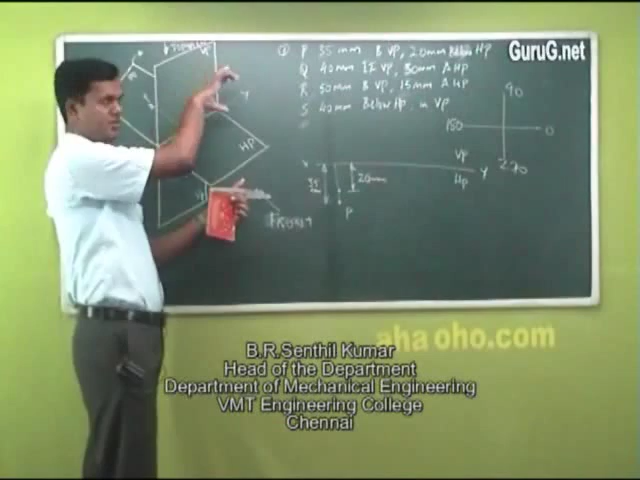 GuruG.net
P 35mm B VP, 20mm Below HP
Q 40mm IF VP, 30mm A HP
R 50mm B VP, 15mm A HP
S 40mm Below HP, in VP
90
180
0
270
HP
VP
Y
X
VP
HP
Y
35
mm
20mm
P
FRONT
ahaoho.com
B.R.Senthil Kumar
Head of the Department
Department of Mechanical Engineering
VMT Engineering College
Chennai